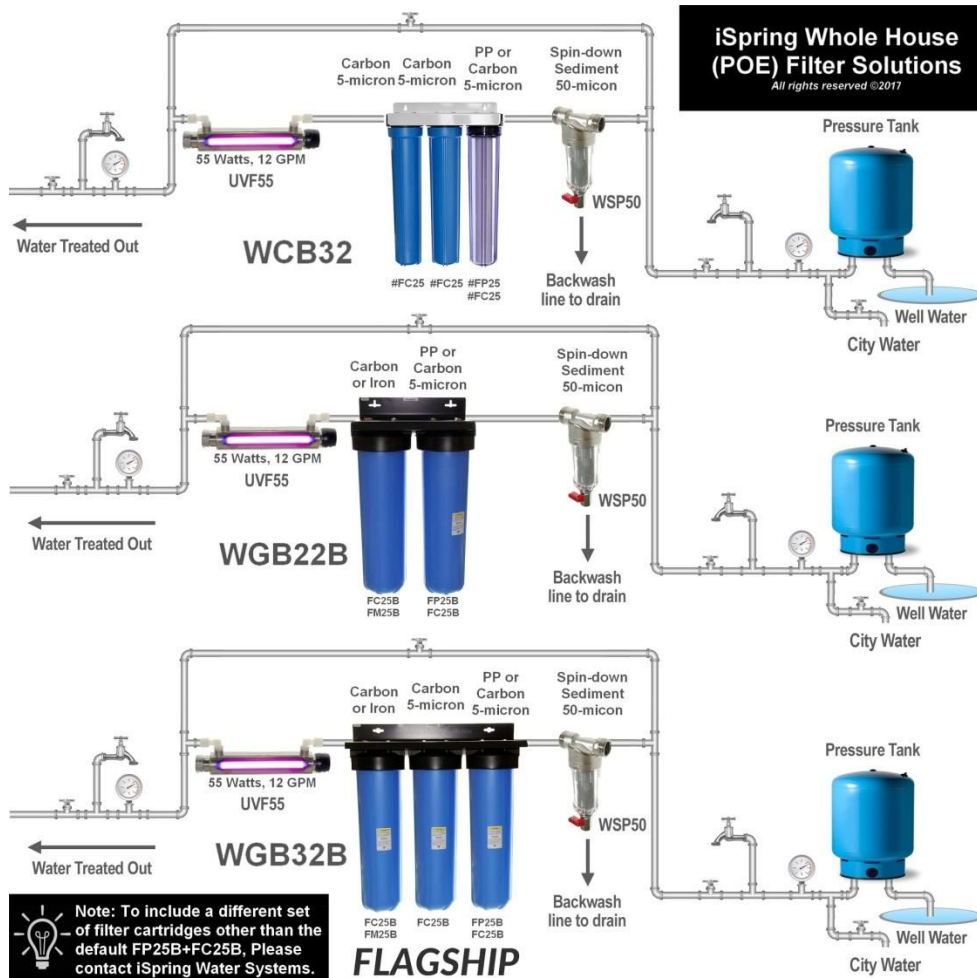 iSpring Whole House
(POE) Filter Solutions
All rights reserved ©2017
Carbon
5-micron
Carbon
5-micron
PP or
Carbon
5-micron
Spin-down
Sediment
50-micon
Pressure Tank
55 Watts, 12 GPM
UVF55
WSP50
Water Treated Out
WCB32
#FC25
#FC25
#FP25
#FC25
Backwash
line to drain
Well Water
City Water
Carbon
or Iron
PP or
Carbon
5-micron
Spin-down
Sediment
50-micon
Pressure Tank
55 Watts, 12 GPM
UVF55
WSP50
Water Treated Out
WGB22B
FC25B
FM25B
FP25B
FC25B
Backwash
line to drain
Well Water
City Water
Carbon
or Iron
Carbon
5-micron
PP or
Carbon
5-micron
Spin-down
Sediment
50-micon
Pressure Tank
55 Watts, 12 GPM
UVF55
WSP50
Water Treated Out
WGB32B
FC25B
FM25B
FC25B
FP25B
FC25B
Backwash
line to drain
Well Water
City Water
Note: To include a different set
of filter cartridges other than the
default FP25B+FC25B, Please
contact iSpring Water Systems.
FLAGSHIP